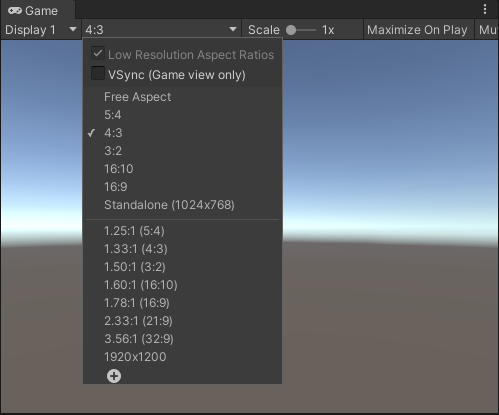 Game
Display 1 4:3 Scale 1x Maximize On Play Mu
Low Resolution Aspect Ratios
VSync (Game view only)
Free Aspect
5:4
4:3
3:2
16:10
16:9
Standalone (1024x768)
1.25:1 (5:4)
1.33:1 (4:3)
1.50:1 (3:2)
1.60:1 (16:10)
1.78:1 (16:9)
2.33:1 (21:9)
3.56:1 (32:9)
1920x1200